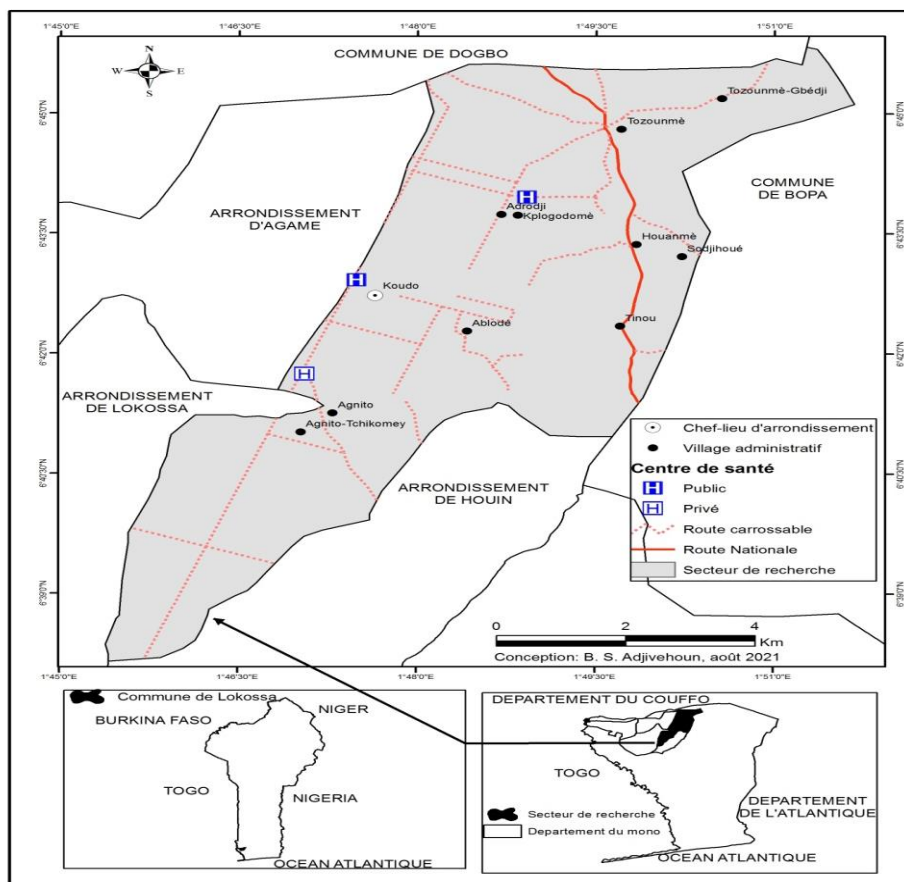 1°45'0"E
1°46'30"E
1°48'0"E
1°49'30"E
1°51'0"E
COMMUNE DE DOGBO
N
W
E
S
6°45'0"N
6°45'0"N
Tozounmè-Gbédji
Tozounmè
COMMUNE
DE BOPA
H
Adrodji
Kplogodomè
ARRONDISSEMENT
D'AGAME
6°43'30"N
6°43'30"N
Houanmè
Sodjihoué
H
Koudo
Ablodé
Tinou
6°42'0"N
6°42'0"N
H
ARRONDISSEMENT
DE LOKOSSA
Agnito
Agnito-Tchikomey
6°40'30"N
6°40'30"N
ARRONDISSEMENT
DE HOUIN
Chef-lieu d'arrondissement
Village administratif
Centre de santé
H Public
H Privé
Route carrossable
Route Nationale
Secteur de recherche
6°39'0"N
6°39'0"N
0 2 4
Km
Conception: B. S. Adjivehoun, août 2021
1°45'0"E
1°46'30"E
1°48'0"E
1°49'30"E
1°51'0"E
Commune de Lokossa
BURKINA FASO
NIGER
TOGO
NIGERIA
OCEAN ATLANTIQUE
DEPARTEMENT DU COUFFO
TOGO
DEPARTEMENT
DE L'ATLANTIQUE
Secteur de recherche
Departement du mono
OCEAN ATLANTIQUE